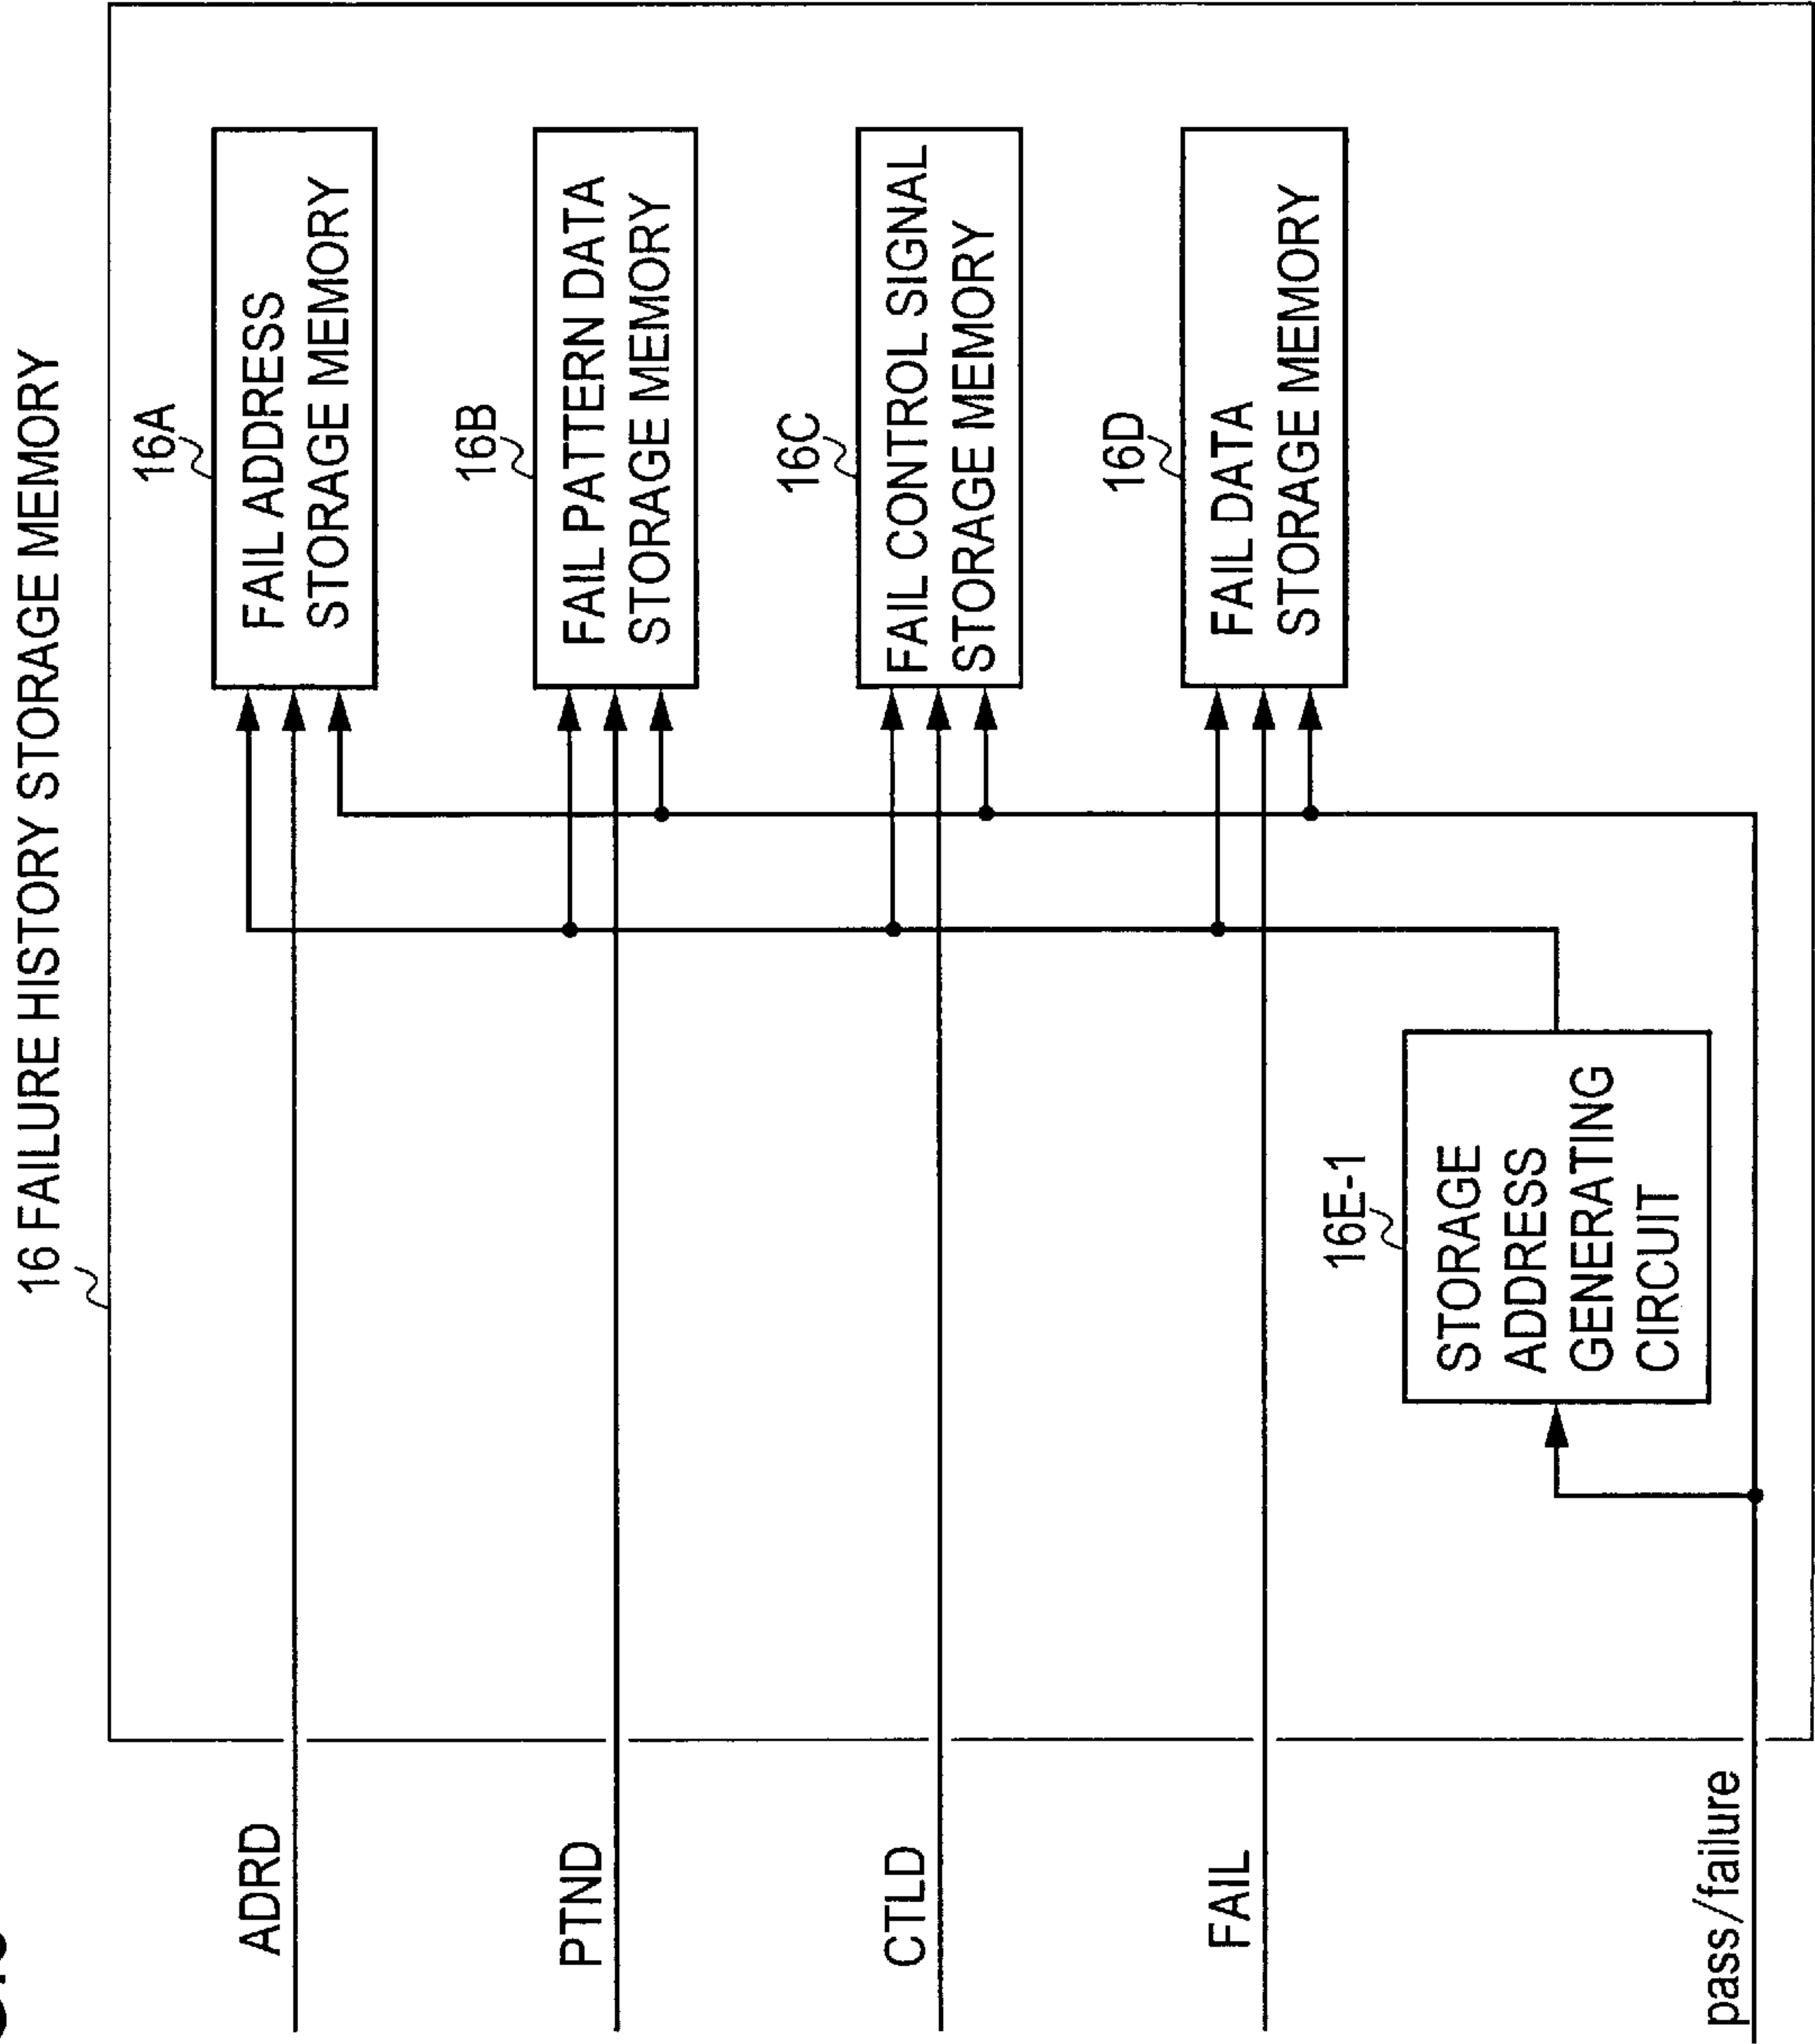 16 FAILURE HISTORY STORAGE MEMORY
16A
FAIL ADDRESS
STORAGE MEMORY
ADRD
16B
FAIL PATTERN DATA
STORAGE MEMORY
PTND
16C
FAIL CONTROL SIGNAL
STORAGE MEMORY
CTLD
16D
FAIL DATA
STORAGE MEMORY
FAIL
16E-1
STORAGE
ADDRESS
GENERATING
CIRCUIT
pass/failure